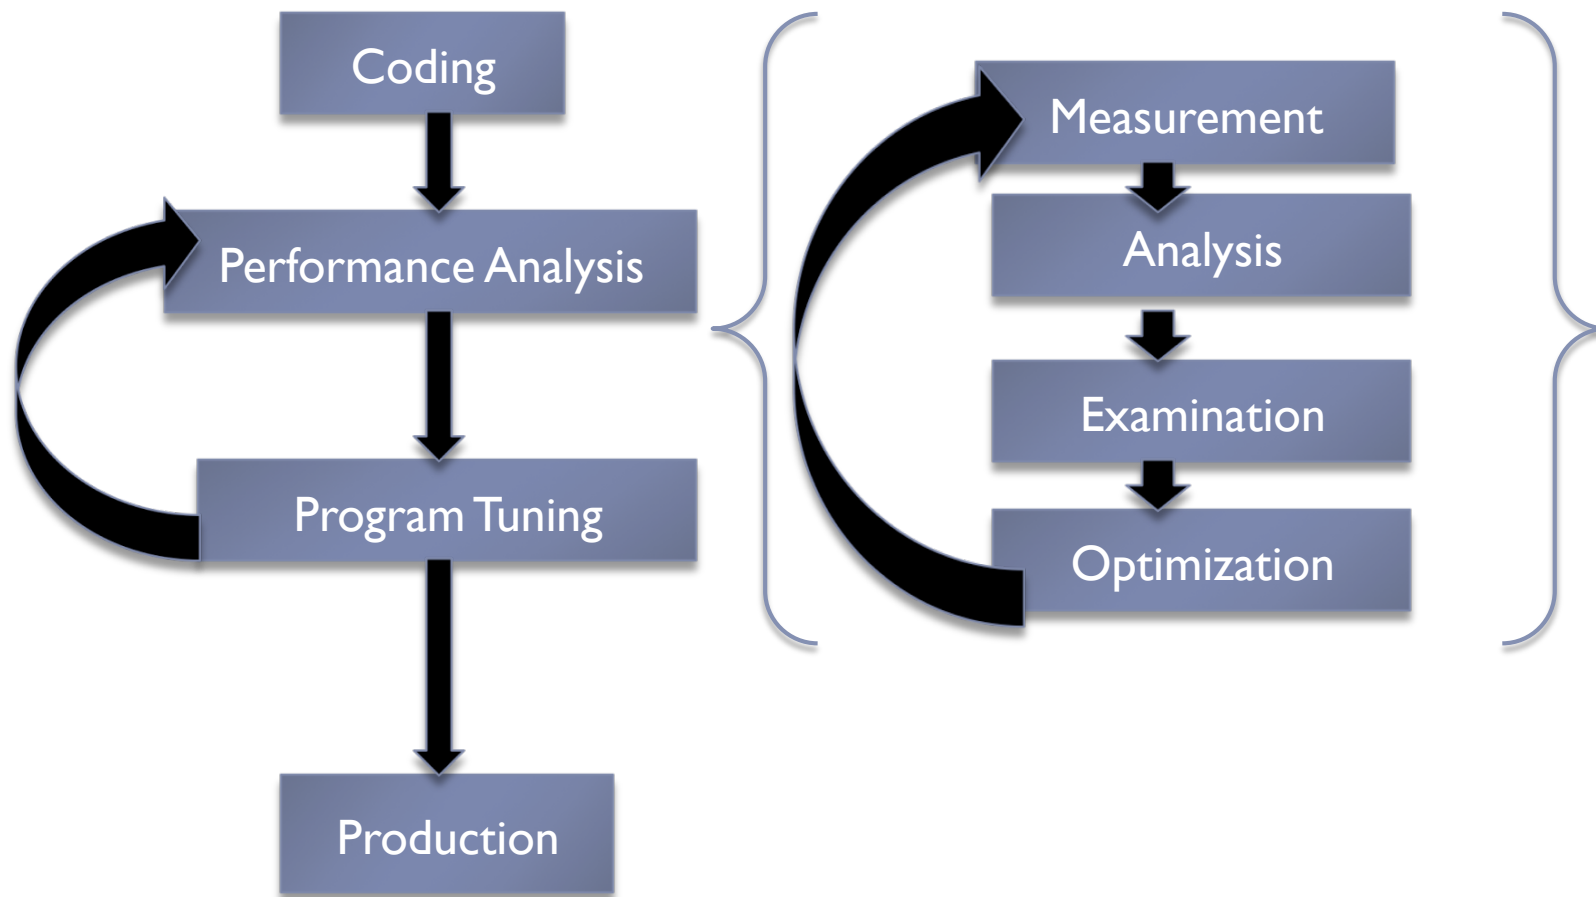 Coding
Performance Analysis
Program Tuning
Production
Measurement
Analysis
Examination
Optimization